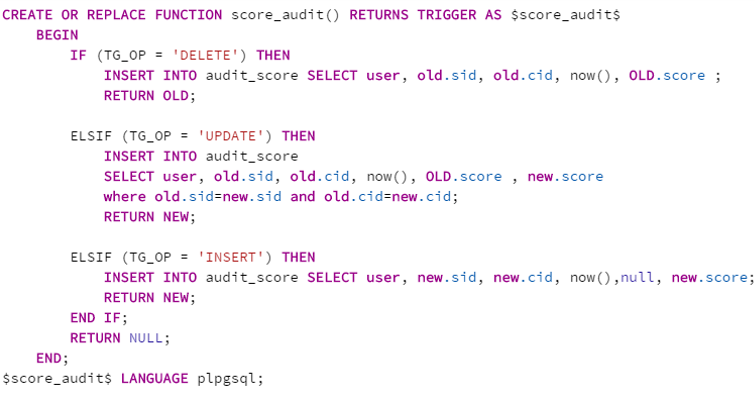 CREATE OR REPLACE FUNCTION score_audit() RETURNS TRIGGER AS $score_audit$
    BEGIN
        IF (TG_OP = 'DELETE') THEN
            INSERT INTO audit_score SELECT user, old.sid, old.cid, now(), OLD.score ;
            RETURN OLD;

        ELSIF (TG_OP = 'UPDATE') THEN
            INSERT INTO audit_score
            SELECT user, old.sid, old.cid, now(), OLD.score , new.score
            where old.sid=new.sid and old.cid=new.cid;
            RETURN NEW;

        ELSIF (TG_OP = 'INSERT') THEN
            INSERT INTO audit_score SELECT user, new.sid, new.cid, now(),null, new.score;
            RETURN NEW;
        END IF;
        RETURN NULL;
    END;
$score_audit$ LANGUAGE plpgsql;